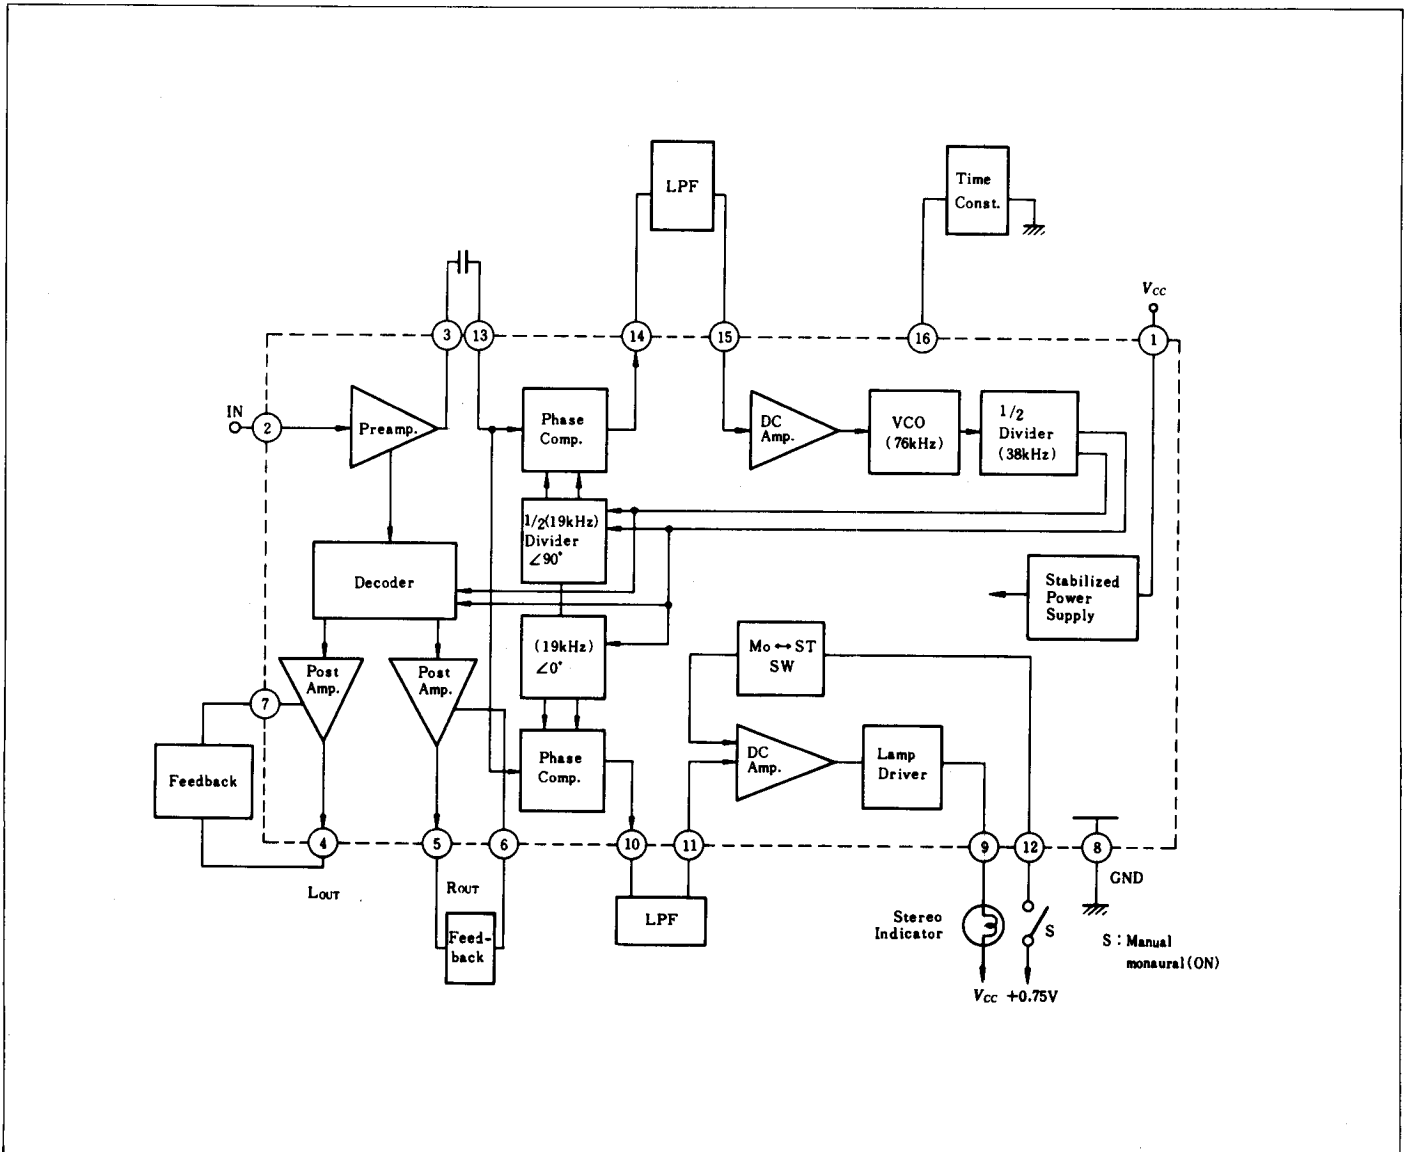 LPF
Time
Const.
VCC
3
13
14
15
16
1
IN
2
Preamp.
Phase
Comp.
DC
Amp.
VCO
(76kHz)
1/2
Divider
(38kHz)
1/2(19kHz)
Divider
∠90°
Decoder
Stabilized
Power
Supply
(19kHz)
∠0°
Mo ↔ ST
SW
Post
Amp.
Post
Amp.
7
Feedback
Phase
Comp.
DC
Amp.
Lamp
Driver
4
5
6
10
11
9
12
8
LOUT
ROUT
GND
Feed-
back
LPF
Stereo
Indicator
S
S : Manual
monaural(ON)
VCC +0.75V